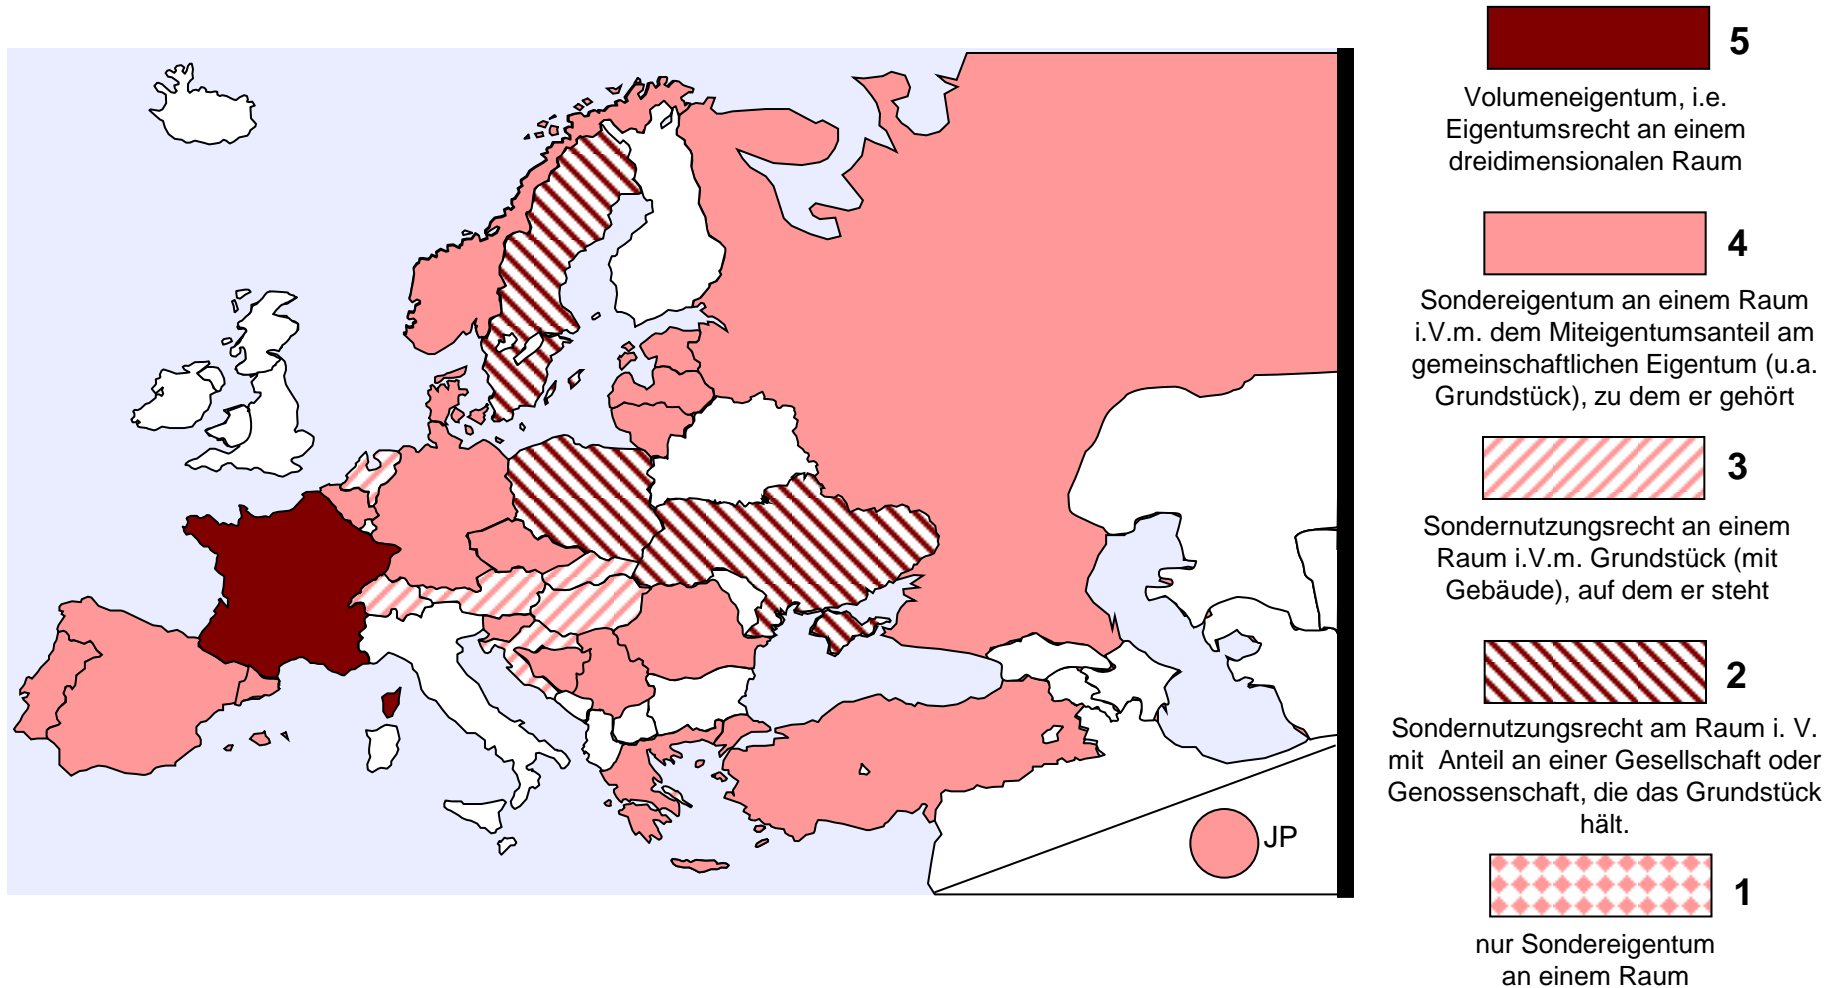 5
Volumeneigentum, i.e.
Eigentumsrecht an einem
dreidimensionalen Raum
4
Sondereigentum an einem Raum
i.V.m. dem Miteigentumsanteil am
gemeinschaftlichen Eigentum (u.a.
Grundstück), zu dem er gehört
3
Sondernutzungsrecht an einem
Raum i.V.m. Grundstück (mit
Gebäude), auf dem er steht
2
Sondernutzungsrecht am Raum i. V.
mit Anteil an einer Gesellschaft oder
Genossenschaft, die das Grundstück
hält.
JP
1
nur Sondereigentum
an einem Raum